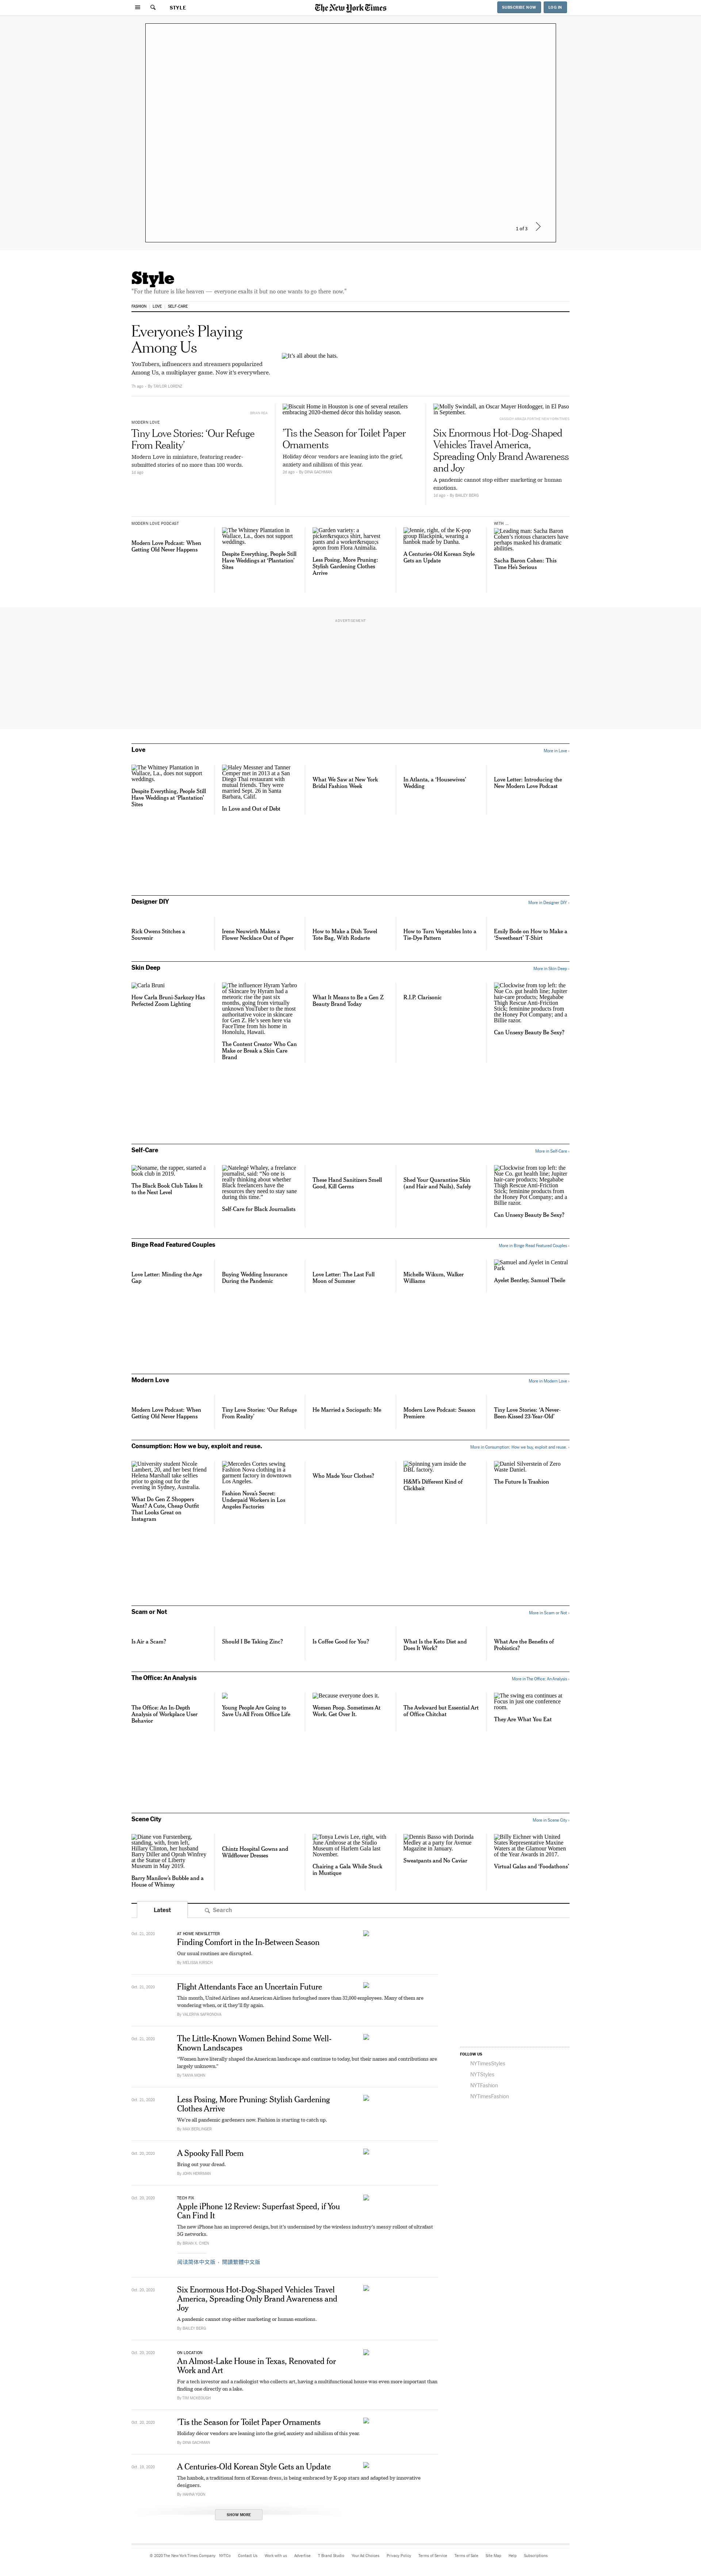 STYLE
The New York Times
SUBSCRIBE NOW
LOG IN
1 of 3
Style
"For the future is like heaven — everyone exalts it but no one wants to go there now."
FASHION
LOVE
SELF-CARE
Everyone's Playing
Among Us
YouTubers, influencers and streamers popularized
Among Us, a multiplayer game. Now it's everywhere.
7h ago · By TAYLOR LORENZ
It's all about the hats.
BRIAN REA
MODERN LOVE
Tiny Love Stories: 'Our Refuge
From Reality'
Modern Love in miniature, featuring reader-
submitted stories of no more than 100 words.
1d ago
Biscuit Home in Houston is one of several retailers
embracing 2020-themed décor this holiday season.
'Tis the Season for Toilet Paper
Ornaments
Holiday décor vendors are leaning into the grief,
anxiety and nihilism of this year.
2d ago · By DINA GACHMAN
Molly Swindall, an Oscar Mayer Hotdogger, in El Paso
in September.
Six Enormous Hot-Dog-Shaped
Vehicles Travel America,
Spreading Only Brand Awareness
and Joy
A pandemic cannot stop either marketing or human
emotions.
1d ago · By BAILEY BERG
MODERN LOVE PODCAST
Modern Love Podcast: When
Getting Old Never Happens
The Whitney Plantation in
Wallace, La., does not support
weddings.
Despite Everything, People Still
Have Weddings at 'Plantation'
Sites
Garden variety: a
picker&rsquo;s shirt, harvest
pants and a worker&rsquo;s
apron from Flora Animalia.
Less Posing, More Pruning:
Stylish Gardening Clothes
Arrive
Jennie, right, of the K-pop
group Blackpink, wearing a
hanbok made by Danha.
A Centuries-Old Korean Style
Gets an Update
WITH …
Leading man: Sacha Baron
Cohen's riotous characters have
masked his dramatic
abilities.
Sacha Baron Cohen: This
Time He's Serious
ADVERTISEMENT
Love
More in Love ›
The Whitney Plantation in
Wallace, La., does not support
weddings.
Despite Everything, People Still
Have Weddings at 'Plantation'
Sites
Haley Messner and Tanner
Cemper met in 2013 at a San
Diego Thai restaurant with
mutual friends. They were
married Sept. 26 in Santa
Barbara, Calif.
In Love and Out of Debt
What We Saw at New York
Bridal Fashion Week
In Atlanta, a 'Housewives'
Wedding
Love Letter: Introducing the
New Modern Love Podcast
Designer DIY
More in Designer DIY ›
Rick Owens Stitches a
Souvenir
Irene Neuwirth Makes a
Flower Necklace Out of Paper
How to Make a Dish Towel
Tote Bag, With Rodarte
How to Turn Vegetables Into a
Tie-Dye Pattern
Emily Bode on How to Make a
'Sweetheart' T-Shirt
Skin Deep
More in Skin Deep ›
Carla Bruni
How Carla Bruni-Sarkozy Has
Perfected Zoom Lighting
The influencer Hyram Yarbro
of Skincare by Hyram had a
meteoric rise the past six
months, going from virtually
unknown YouTuber to the most
authoritative voice in skincare
for Gen Z. He's seen here via
FaceTime from his home in
Honolulu, Hawaii.
The Content Creator Who Can
Make or Break a Skin Care
Brand
What It Means to Be a Gen Z
Beauty Brand Today
R.I.P. Clarisonic
Clockwise from top left: the
Nue Co. gut health line; Jupiter
hair-care products; Megababe
Thigh Rescue Anti-Friction
Stick; feminine products from
the Honey Pot Company; and a
Billie razor.
Can Unsexy Beauty Be Sexy?
Self-Care
More in Self-Care ›
Noname, the rapper, started a
book club in 2019.
The Black Book Club Takes It
to the Next Level
Natelegé Whaley, a freelance
journalist, said: "No one is
really thinking about whether
Black freelancers have the
resources they need to stay sane
during this time."
Self-Care for Black Journalists
These Hand Sanitizers Smell
Good, Kill Germs
Shed Your Quarantine Skin
(and Hair and Nails), Safely
Clockwise from top left: the
Nue Co. gut health line; Jupiter
hair-care products; Megababe
Thigh Rescue Anti-Friction
Stick; feminine products from
the Honey Pot Company; and a
Billie razor.
Can Unsexy Beauty Be Sexy?
Binge Read Featured Couples
More in Binge Read Featured Couples ›
Love Letter: Minding the Age
Gap
Buying Wedding Insurance
During the Pandemic
Love Letter: The Last Full
Moon of Summer
Michelle Wikum, Walker
Williams
Samuel and Ayelet in Central
Park
Ayelet Bentley, Samuel Theile
Modern Love
More in Modern Love ›
Modern Love Podcast: When
Getting Old Never Happens
Tiny Love Stories: 'Our Refuge
From Reality'
He Married a Sociopath: Me
Modern Love Podcast: Season
Premiere
Tiny Love Stories: 'A Never-
Been Kissed 23-Year-Old'
Consumption: How we buy, exploit and reuse.
More in Consumption: How we buy, exploit and reuse. ›
University student Nicole
Lambert, 20, and her best friend
Helena Marshall take selfies
prior to going out for the
evening in Sydney, Australia.
What Do Gen Z Shoppers
Want? A Cute, Cheap Outfit
That Looks Great on
Instagram
Mercedes Cortes sewing
Fashion Nova clothing in a
garment factory in downtown
Los Angeles.
Fashion Nova's Secret:
Underpaid Workers in Los
Angeles Factories
Who Made Your Clothes?
Spinning yarn inside the
DBL factory.
H&M's Different Kind of
Clickbait
Daniel Silverstein of Zero
Waste Daniel.
The Future Is Trashion
Scam or Not
More in Scam or Not ›
Is Air a Scam?
Should I Be Taking Zinc?
Is Coffee Good for You?
What Is the Keto Diet and
Does It Work?
What Are the Benefits of
Probiotics?
The Office: An Analysis
More in The Office: An Analysis ›
The Office: An In-Depth
Analysis of Workplace User
Behavior
Young People Are Going to
Save Us All From Office Life
Because everyone does it.
Women Poop. Sometimes At
Work. Get Over It.
The Awkward but Essential Art
of Office Chitchat
The swing era continues at
Focus in just one conference
room.
They Are What You Eat
Scene City
More in Scene City ›
Diane von Furstenberg,
standing, with, from left,
Hillary Clinton, her husband
Barry Diller and Oprah Winfrey
at the Statue of Liberty
Museum in May 2019.
Barry Manilow's Bubble and a
House of Whimsy
Chintz Hospital Gowns and
Wildflower Dresses
Tonya Lewis Lee, right, with
June Ambrose at the Studio
Museum of Harlem Gala last
November.
Chairing a Gala While Stuck
in Mustique
Dennis Basso with Dorinda
Medley at a party for Avenue
Magazine in January.
Sweatpants and No Caviar
Billy Eichner with United
States Representative Maxine
Waters at the Glamour Women
of the Year Awards in 2017.
Virtual Galas and 'Foodathons'
Latest
Search
Oct. 21, 2020
AT HOME NEWSLETTER
Finding Comfort in the In-Between Season
Our usual routines are disrupted.
By MELISSA KIRSCH
Oct. 21, 2020
Flight Attendants Face an Uncertain Future
This month, United Airlines and American Airlines furloughed more than 32,000 employees. Many of them are
wondering when, or if, they'll fly again.
By VALERIYA SAFRONOVA
Oct. 21, 2020
The Little-Known Women Behind Some Well-
Known Landscapes
"Women have literally shaped the American landscape and continue to today, but their names and contributions are
largely unknown."
Oct. 21, 2020
Less Posing, More Pruning: Stylish Gardening
Clothes Arrive
We're all pandemic gardeners now. Fashion is starting to catch up.
By MAX BERLINGER
Oct. 20, 2020
A Spooky Fall Poem
Bring out your dread.
By JOHN HERRMAN
Oct. 20, 2020
TECH FIX
Apple iPhone 12 Review: Superfast Speed, if You
Can Find It
The new iPhone has an improved design, but it's undermined by the wireless industry's messy rollout of ultrafast
5G networks.
By BRIAN X. CHEN
阅读简体中文版 · 閱讀繁體中文版
Oct. 20, 2020
Six Enormous Hot-Dog-Shaped Vehicles Travel
America, Spreading Only Brand Awareness and
Joy
A pandemic cannot stop either marketing or human emotions.
By BAILEY BERG
Oct. 20, 2020
ON LOCATION
An Almost-Lake House in Texas, Renovated for
Work and Art
For a tech investor and a radiologist who collects art, having a multifunctional house was even more important than
finding one directly on a lake.
By TIM MCKEOUGH
Oct. 20, 2020
'Tis the Season for Toilet Paper Ornaments
Holiday décor vendors are leaning into the grief, anxiety and nihilism of this year.
By DINA GACHMAN
Oct. 19, 2020
A Centuries-Old Korean Style Gets an Update
The hanbok, a traditional form of Korean dress, is being embraced by K-pop stars and adapted by innovative
designers.
SHOW MORE
FOLLOW US
NYTimesStyles
NYTStyles
NYTFashion
NYTimesFashion
© 2020 The New York Times Company
NYTCo
Contact Us
Work with us
Advertise
T Brand Studio
Your Ad Choices
Privacy Policy
Terms of Service
Terms of Sale
Site Map
Help
Subscriptions